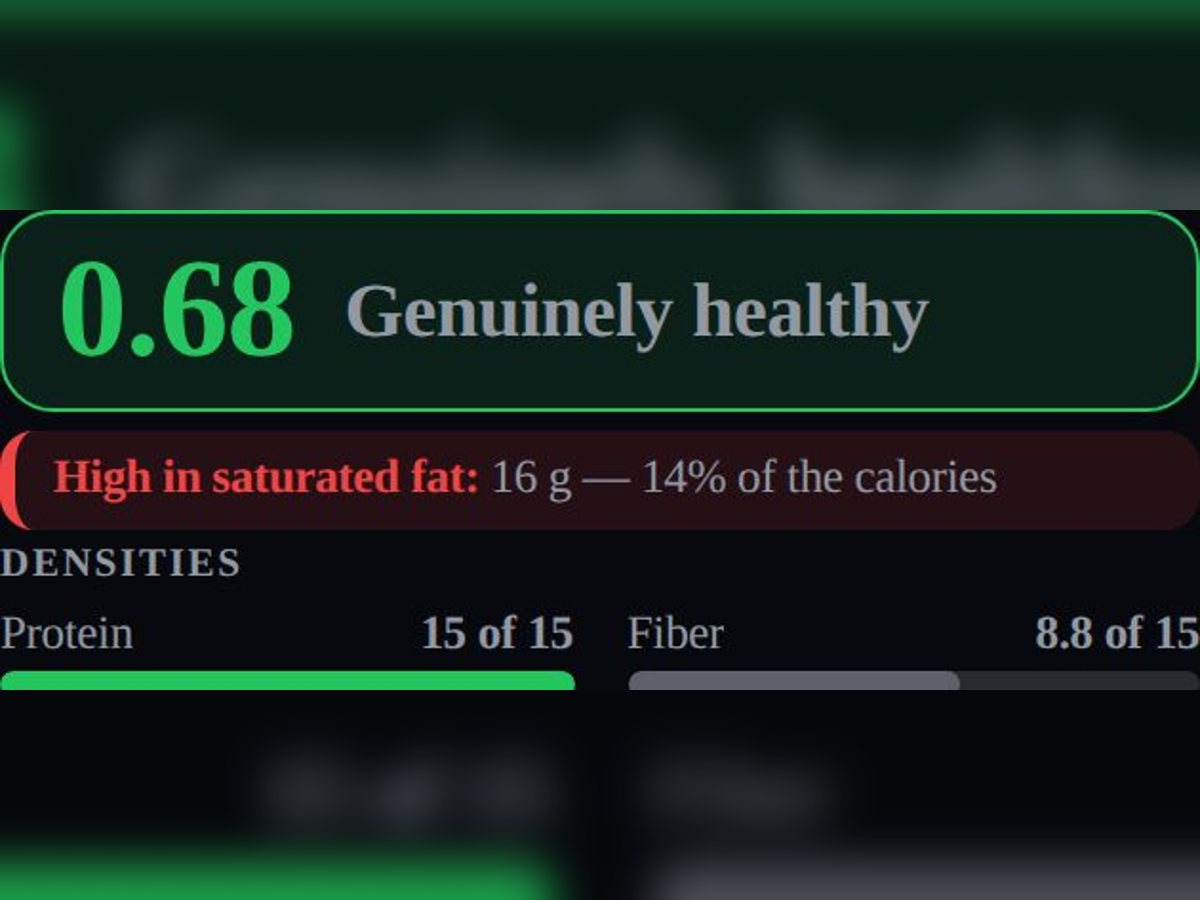 0.68 Genuinely healthy
High in saturated fat: 16 g — 14% of the calories
DENSITIES
Protein 15 of 15 Fiber 8.8 of 15